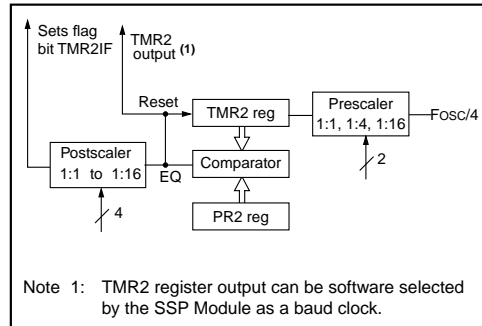 Sets flag
bit TMR2IF
TMR2
output (1)
Reset
TMR2 reg
Prescaler
1:1, 1:4, 1:16
FOSC/4
2
Postscaler
1:1 to 1:16
EQ
Comparator
4
PR2 reg
Note 1: TMR2 register output can be software selected
by the SSP Module as a baud clock.